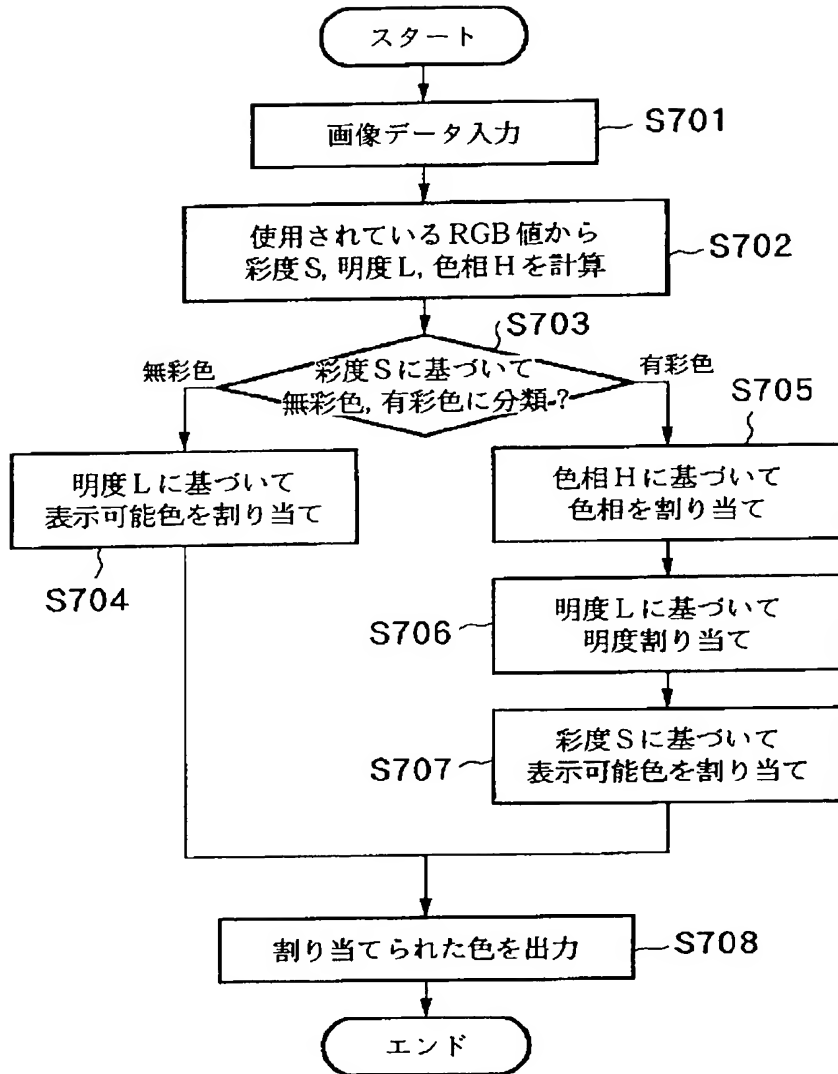 スタート
画像データ入力
S701
使用されているRGB値から
彩度S, 明度L, 色相Hを計算
S702
S703
彩度Sに基づいて
無彩色, 有彩色に分類?
無彩色
有彩色
明度Lに基づいて
表示可能色を割り当て
S704
S705
色相Hに基づいて
色相を割り当て
S706
明度Lに基づいて
明度割り当て
S707
彩度Sに基づいて
表示可能色を割り当て
割り当てられた色を出力
S708
エンド